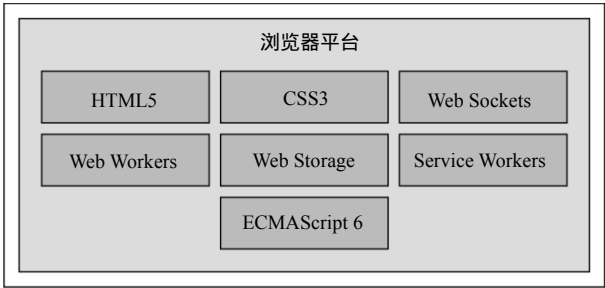 浏览器平台
HTML5
CSS3
Web Sockets
Web Workers
Web Storage
Service Workers
ECMAScript 6